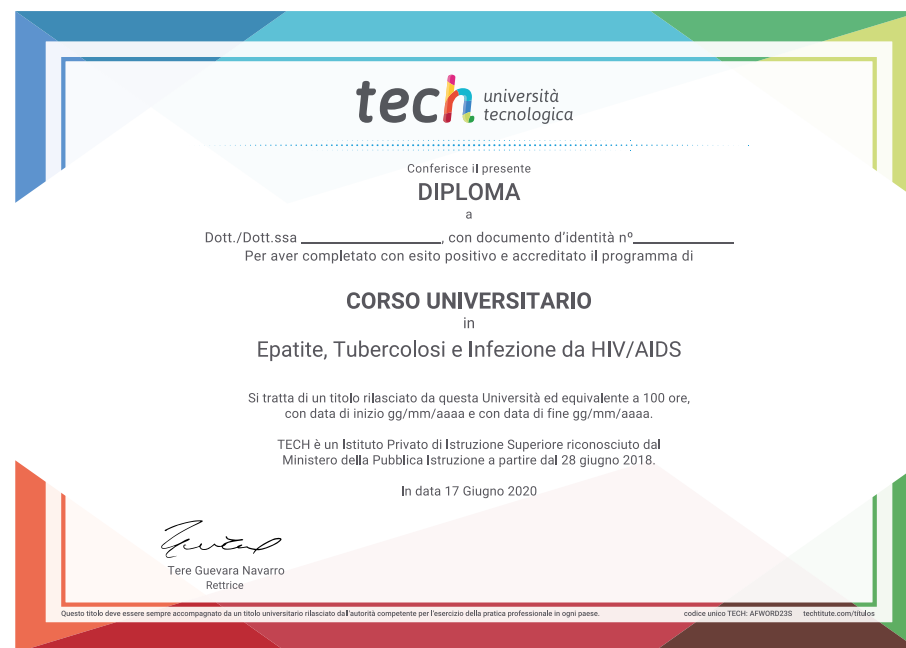 tech università
tecnologica
Conferisce il presente
DIPLOMA
a
Dott./Dott.ssa ____________________, con documento d'identità nº______________
Per aver completato con esito positivo e accreditato il programma di
CORSO UNIVERSITARIO
in
Epatite, Tubercolosi e Infezione da HIV/AIDS
Si tratta di un titolo rilasciato da questa Università ed equivalente a 100 ore,
con data di inizio gg/mm/aaaa e con data di fine gg/mm/aaaa.
TECH è un Istituto Privato di Istruzione Superiore riconosciuto dal
Ministero della Pubblica Istruzione a partire dal 28 giugno 2018.
In data 17 Giugno 2020
Tere Guevara Navarro
Rettrice
Questo titolo deve essere sempre accompagnato da un titolo universitario rilasciato dall'autorità competente per l'esercizio della pratica professionale in ogni paese. codice unico TECH: AFWORD23S techtitute.com/títulos